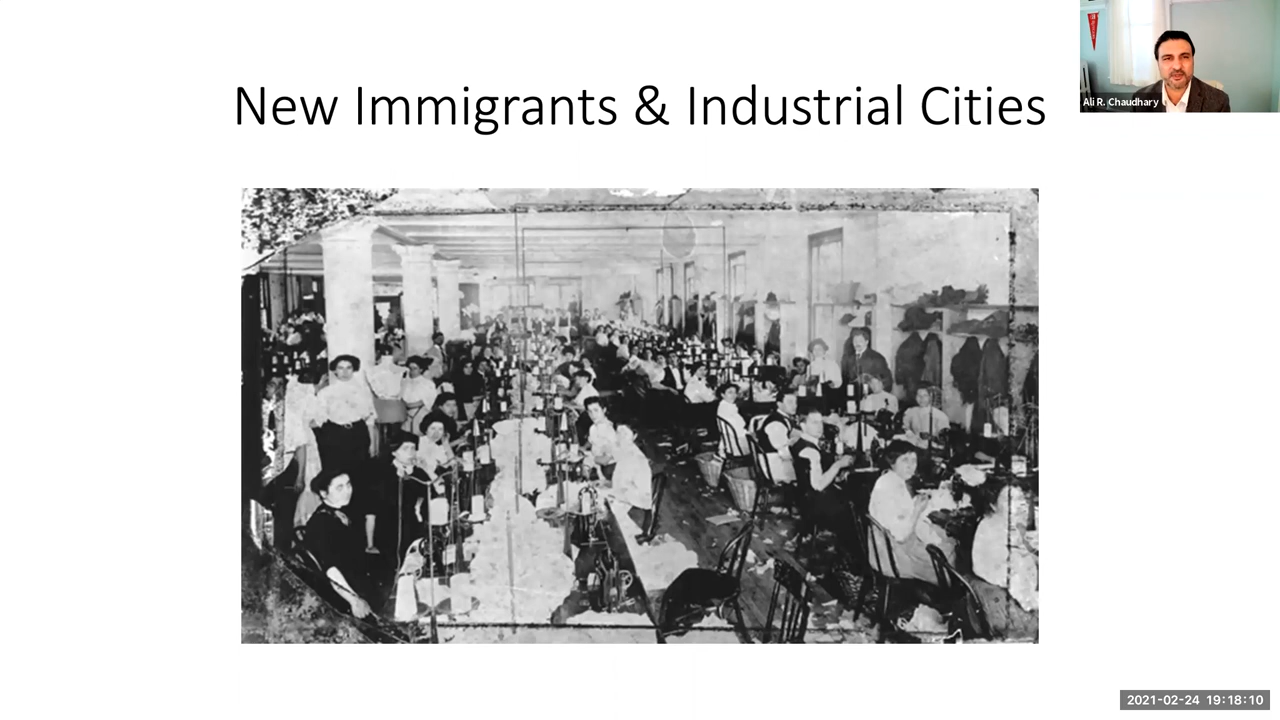 New Immigrants & Industrial Cities
Ali R. Chaudhary
2021-02-24 19:18:10